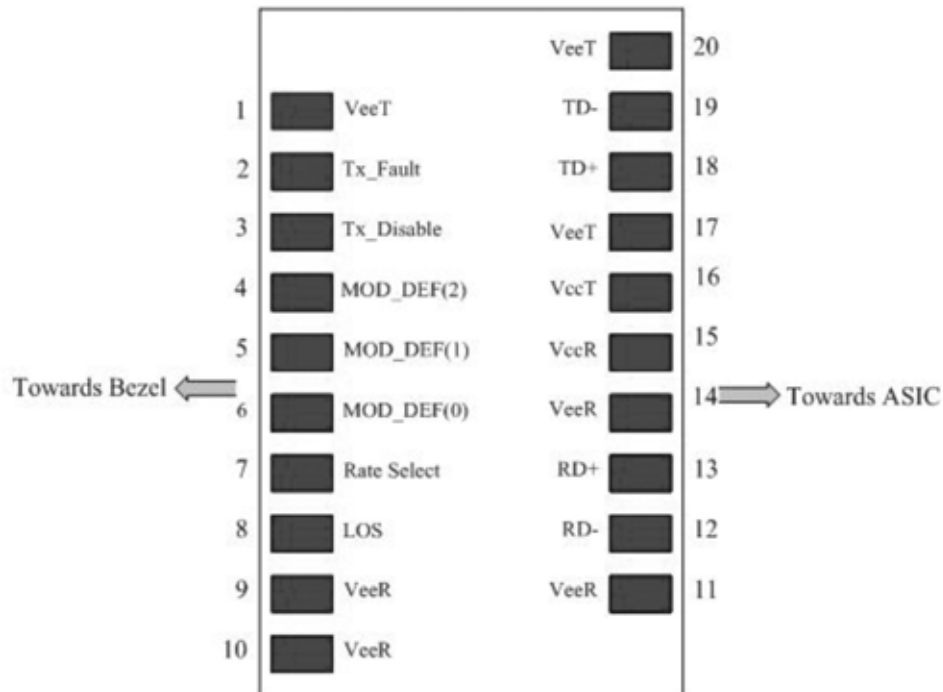 VeeT 20
1 VeeT TD- 19
2 Tx_Fault TD+ 18
3 Tx_Disable VeeT 17
4 MOD_DEF(2) VccT 16
5 MOD_DEF(1) VccR 15
Towards Bezel
6 MOD_DEF(0) VeeR 14 Towards ASIC
7 Rate Select RD+ 13
8 LOS RD- 12
9 VeeR VeeR 11
10 VeeR